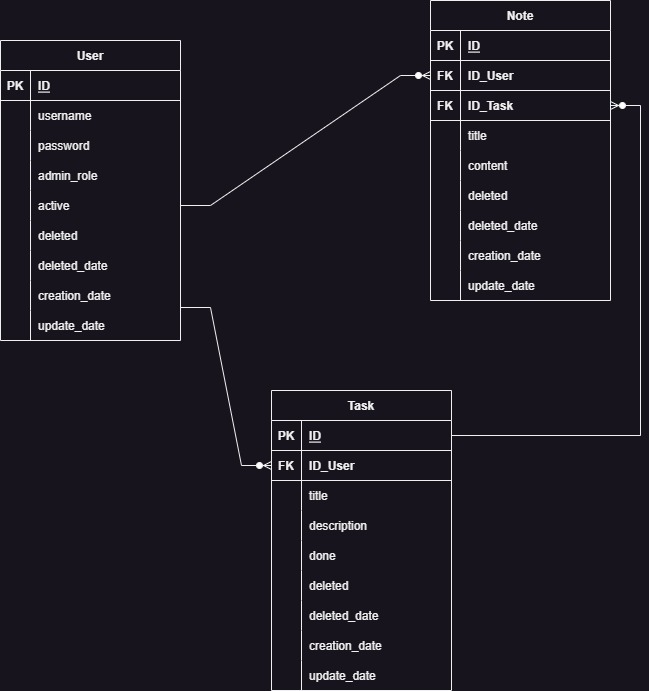 User
PK ID
username
password
admin_role
active
deleted
deleted_date
creation_date
update_date
Note
PK ID
FK ID_User
FK ID_Task
title
content
deleted
deleted_date
creation_date
update_date
Task
PK ID
FK ID_User
title
description
done
deleted
deleted_date
creation_date
update_date